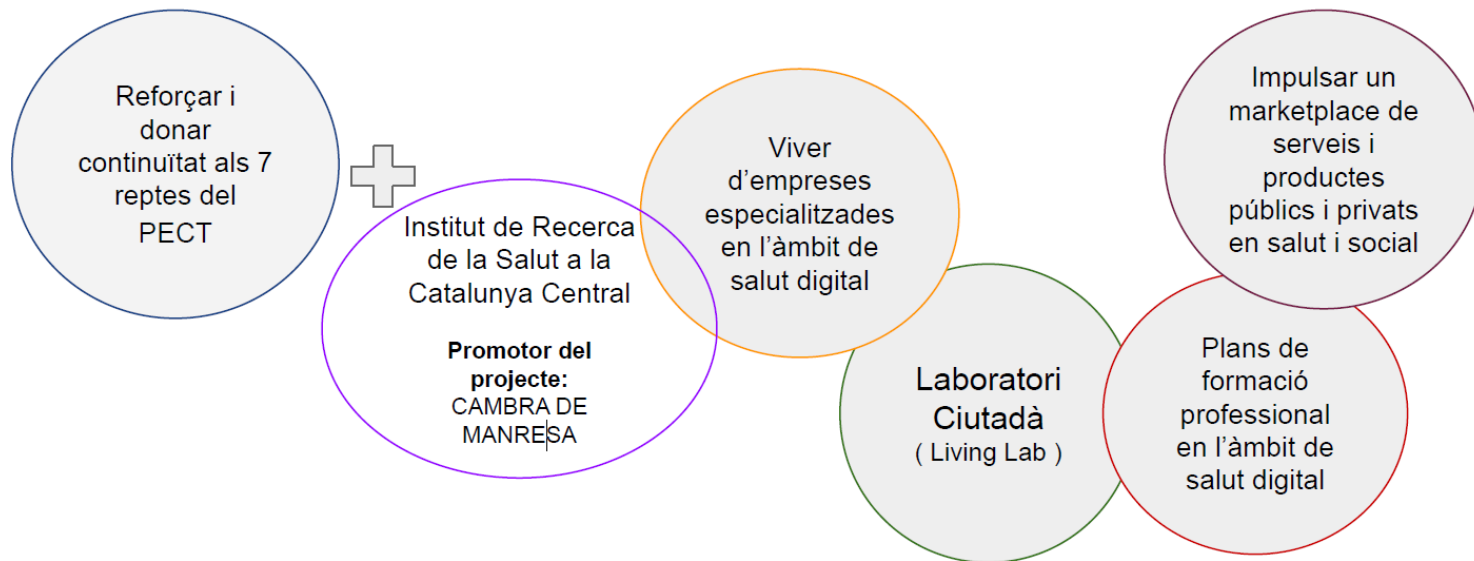 Reforçar i
donar
continuïtat als 7
reptes del
PECT
Institut de Recerca
de la Salut a la
Catalunya Central
Promotor del
projecte:
CAMBRA DE
MANRESA
Viver
d’empreses
especialitzades
en l’àmbit de
salut digital
Laboratori
Ciutadà
( Living Lab )
Plans de
formació
professional
en l’àmbit de
salut digital
Impulsar un
marketplace de
serveis i
productes
públics i privats
en salut i social